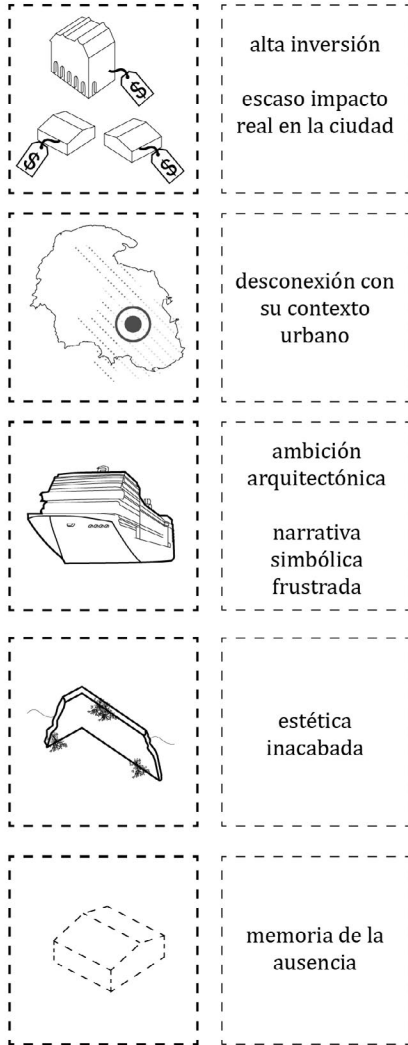 $
$
$
alta inversión
escaso impacto
real en la ciudad
desconexión con
su contexto
urbano
ambición
arquitectónica
narrativa
simbólica
frustrada
estética
inacabada
memoria de la
ausencia